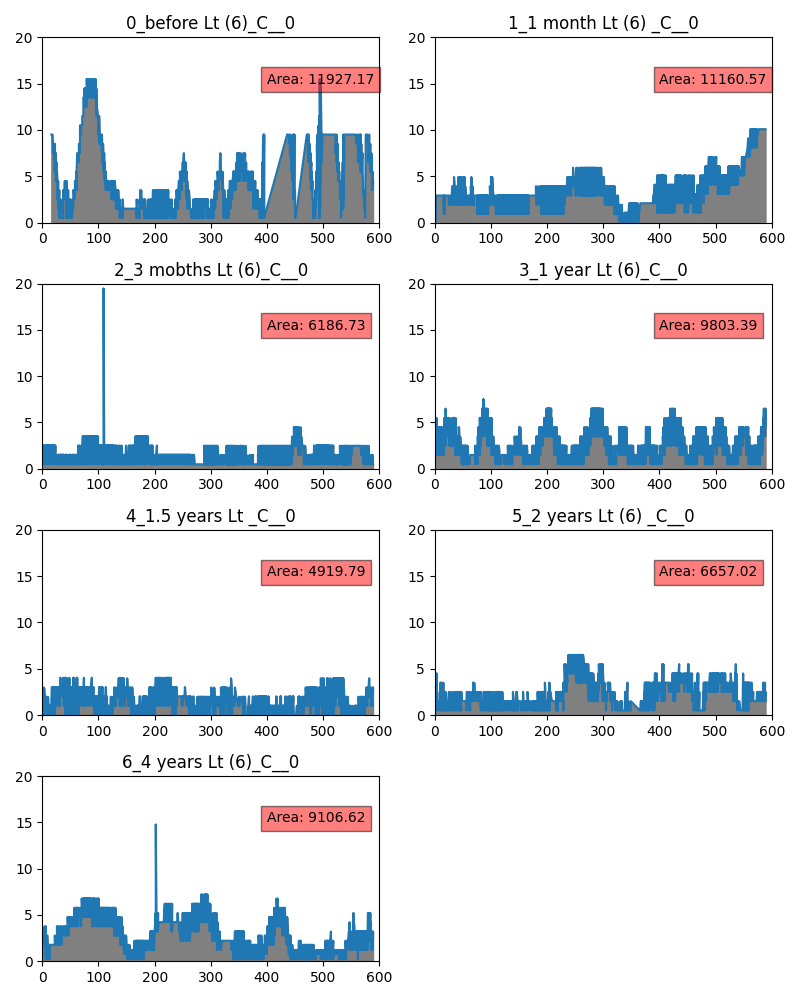 0_before Lt (6)_C__0
20
15
10
5
0
Area: 11927.17
0 100 200 300 400 500 600
1_1 month Lt (6) _C__0
20
15
10
5
0
Area: 11160.57
0 100 200 300 400 500 600
2_3 mobths Lt (6)_C__0
20
15
10
5
0
Area: 6186.73
0 100 200 300 400 500 600
3_1 year Lt (6)_C__0
20
15
10
5
0
Area: 9803.39
0 100 200 300 400 500 600
4_1.5 years Lt _C__0
20
15
10
5
0
Area: 4919.79
0 100 200 300 400 500 600
5_2 years Lt (6) _C__0
20
15
10
5
0
Area: 6657.02
0 100 200 300 400 500 600
6_4 years Lt (6)_C__0
20
15
10
5
0
Area: 9106.62
0 100 200 300 400 500 600